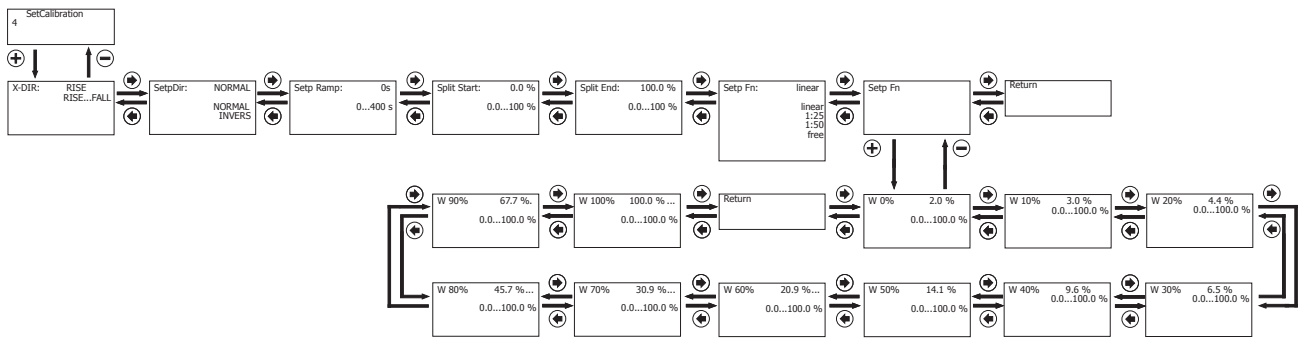 SetCalibration
4
X-DIR: RISE
RISE...FALL
SetpDir: NORMAL
NORMAL
INVERS
Setp Ramp: 0s
0...400 s
Split Start: 0.0 %
0.0...100 %
Split End: 100.0 %
0.0...100 %
Setp Fn: linear
linear
1:25
1:50
free
Setp Fn
Return
W 90% 67.7 %.
0.0...100.0 %
W 100% 100.0 % ...
0.0...100.0 %
Return
W 0% 2.0 %
0.0...100.0 %
W 10% 3.0 %
0.0...100.0 %
W 20% 4.4 %
0.0...100.0 %
W 80% 45.7 %...
0.0...100.0 %
W 70% 30.9 %...
0.0...100.0 %
W 60% 20.9 %...
0.0...100.0 %
W 50% 14.1 %
0.0...100.0 %
W 40% 9.6 %
0.0...100.0 %
W 30% 6.5 %
0.0...100.0 %